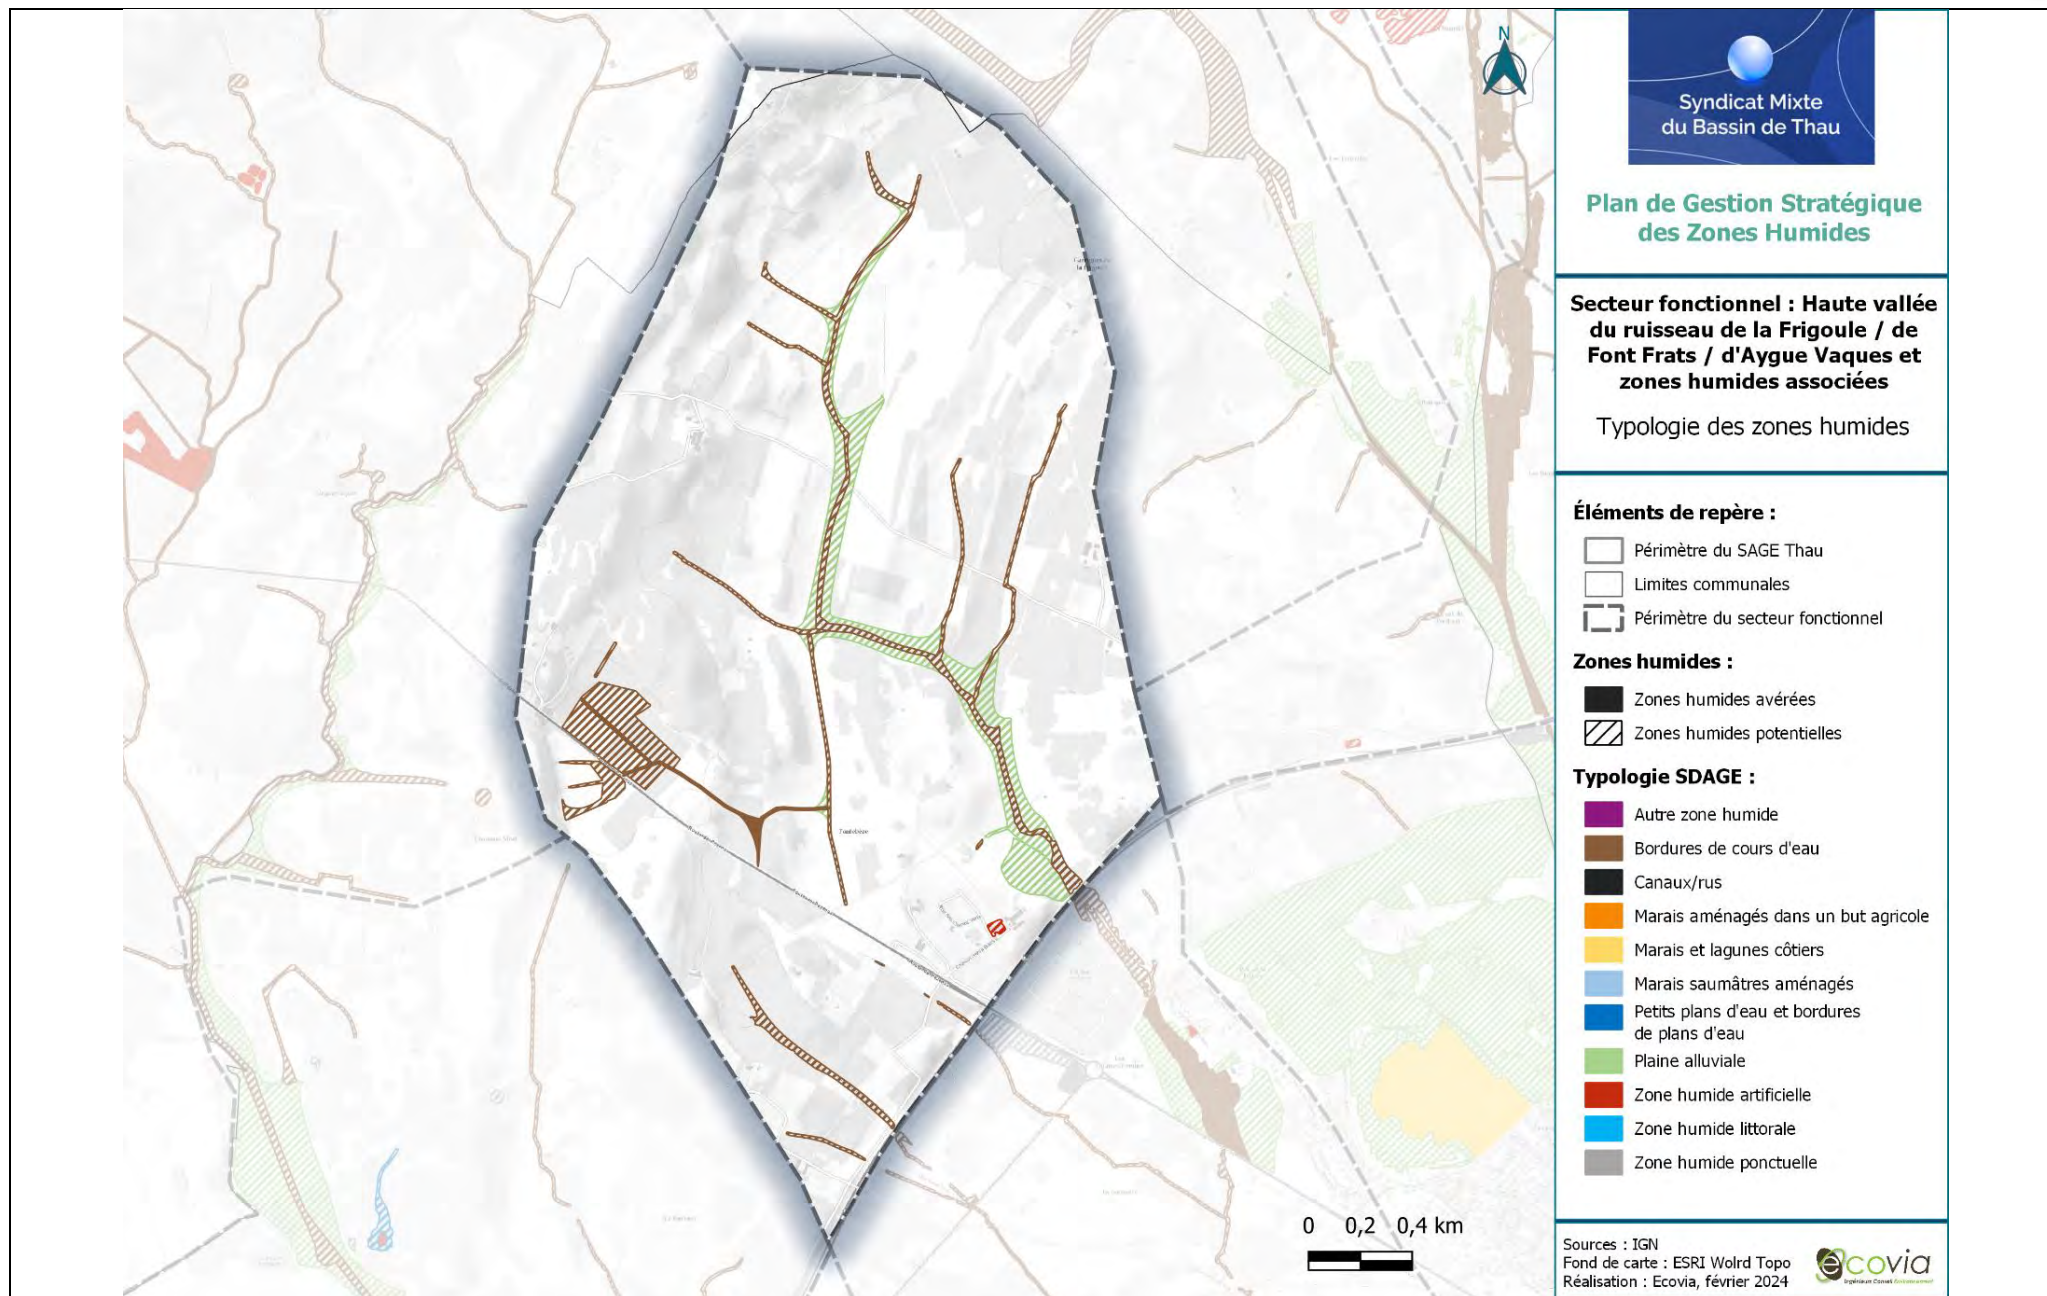 N
Syndicat Mixte
du Bassin de Thau
Plan de Gestion Stratégique
des Zones Humides
Secteur fonctionnel : Haute vallée
du ruisseau de la Frigoule / de
Font Frats / d'Aygue Vaques et
zones humides associées
Typologie des zones humides
Éléments de repère :
Périmètre du SAGE Thau
Limites communales
Périmètre du secteur fonctionnel
Zones humides :
Zones humides avérées
Zones humides potentielles
Typologie SDAGE :
Autre zone humide
Bordures de cours d'eau
Canaux/rus
Marais aménagés dans un but agricole
Marais et lagunes côtiers
Marais saumâtres aménagés
Petits plans d'eau et bordures
de plans d'eau
Plaine alluviale
Zone humide artificielle
Zone humide littorale
Zone humide ponctuelle
0 0,2 0,4 km
Sources : IGN
Fond de carte : ESRI Wolrd Topo
Réalisation : Ecovia, février 2024
ecovia
Ingénieurs Conseil Environnement